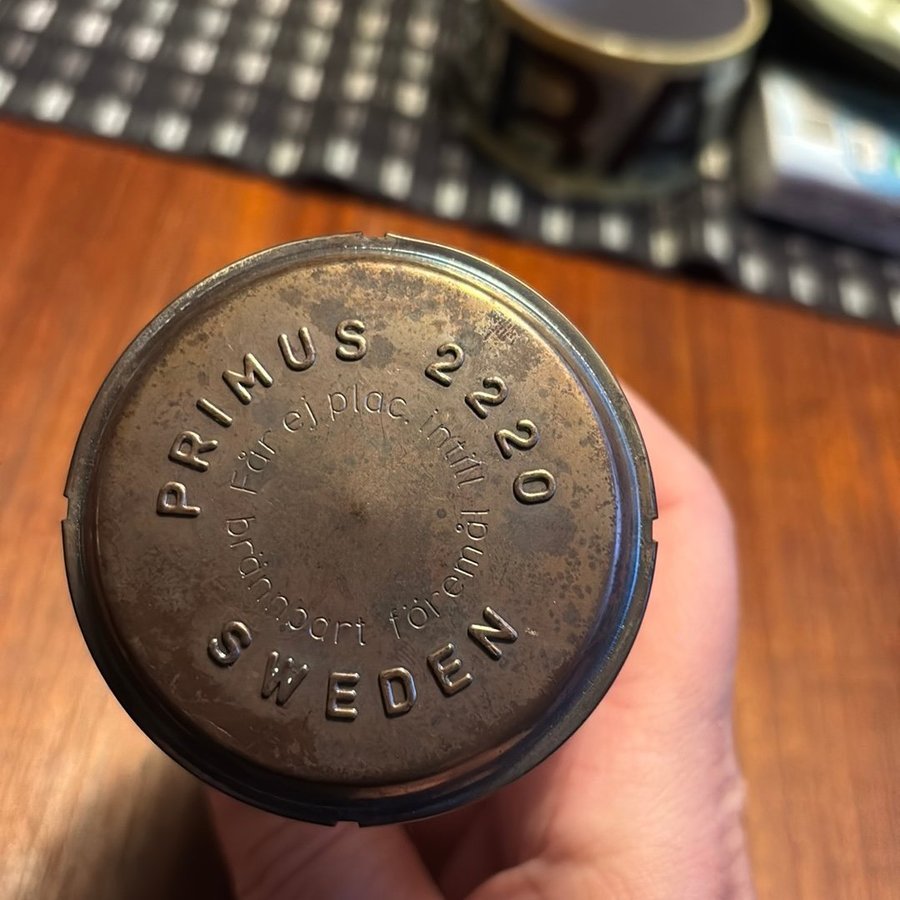 PRIMUS 2220
SWEDEN
Får ej plac. intill
brännbart föremål